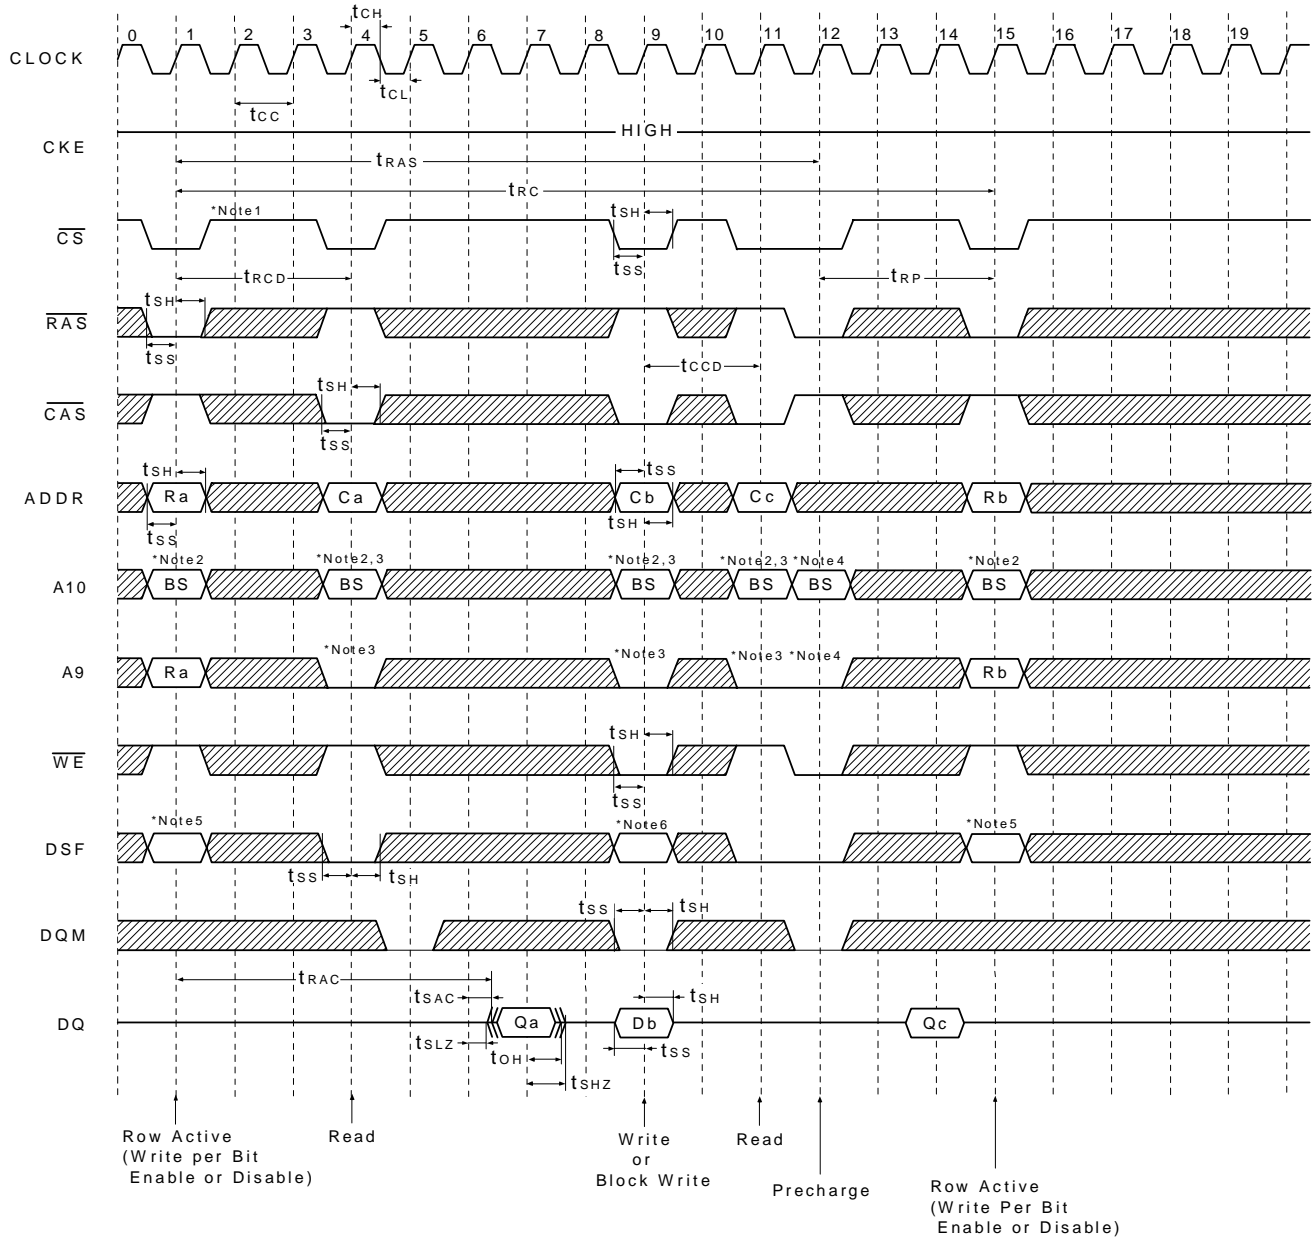 tCH
0 1 2 3 4 5 6 7 8 9 10 11 12 13 14 15 16 17 18 19
CLOCK
tCL
tCC
HIGH
CKE
tRAS
tRC
*Note1 tSH
CS
tSS
tRCD tRP
tSH
RAS
tSS
tCCD
tSH
CAS
tSS
tSH tSS
ADDR Ra Ca Cb Cc Rb
tSH
tSS
*Note2 *Note2,3 *Note2,3 *Note2,3 *Note4 *Note2
A10 BS BS BS BS BS BS
*Note3 *Note3 *Note3 *Note4
A9 Ra Rb
tSH
WE
tSS
*Note5 *Note6 *Note5
DSF
tSS tSH
tSS tSH
DQM
tRAC
tSAC tSH
DQ Qa Db Qc
tSLZ tOH tSS
tSHZ
Row Active
(Write per Bit
Enable or Disable)
Read
Write
or
Block Write
Read
Precharge
Row Active
(Write Per Bit
Enable or Disable)